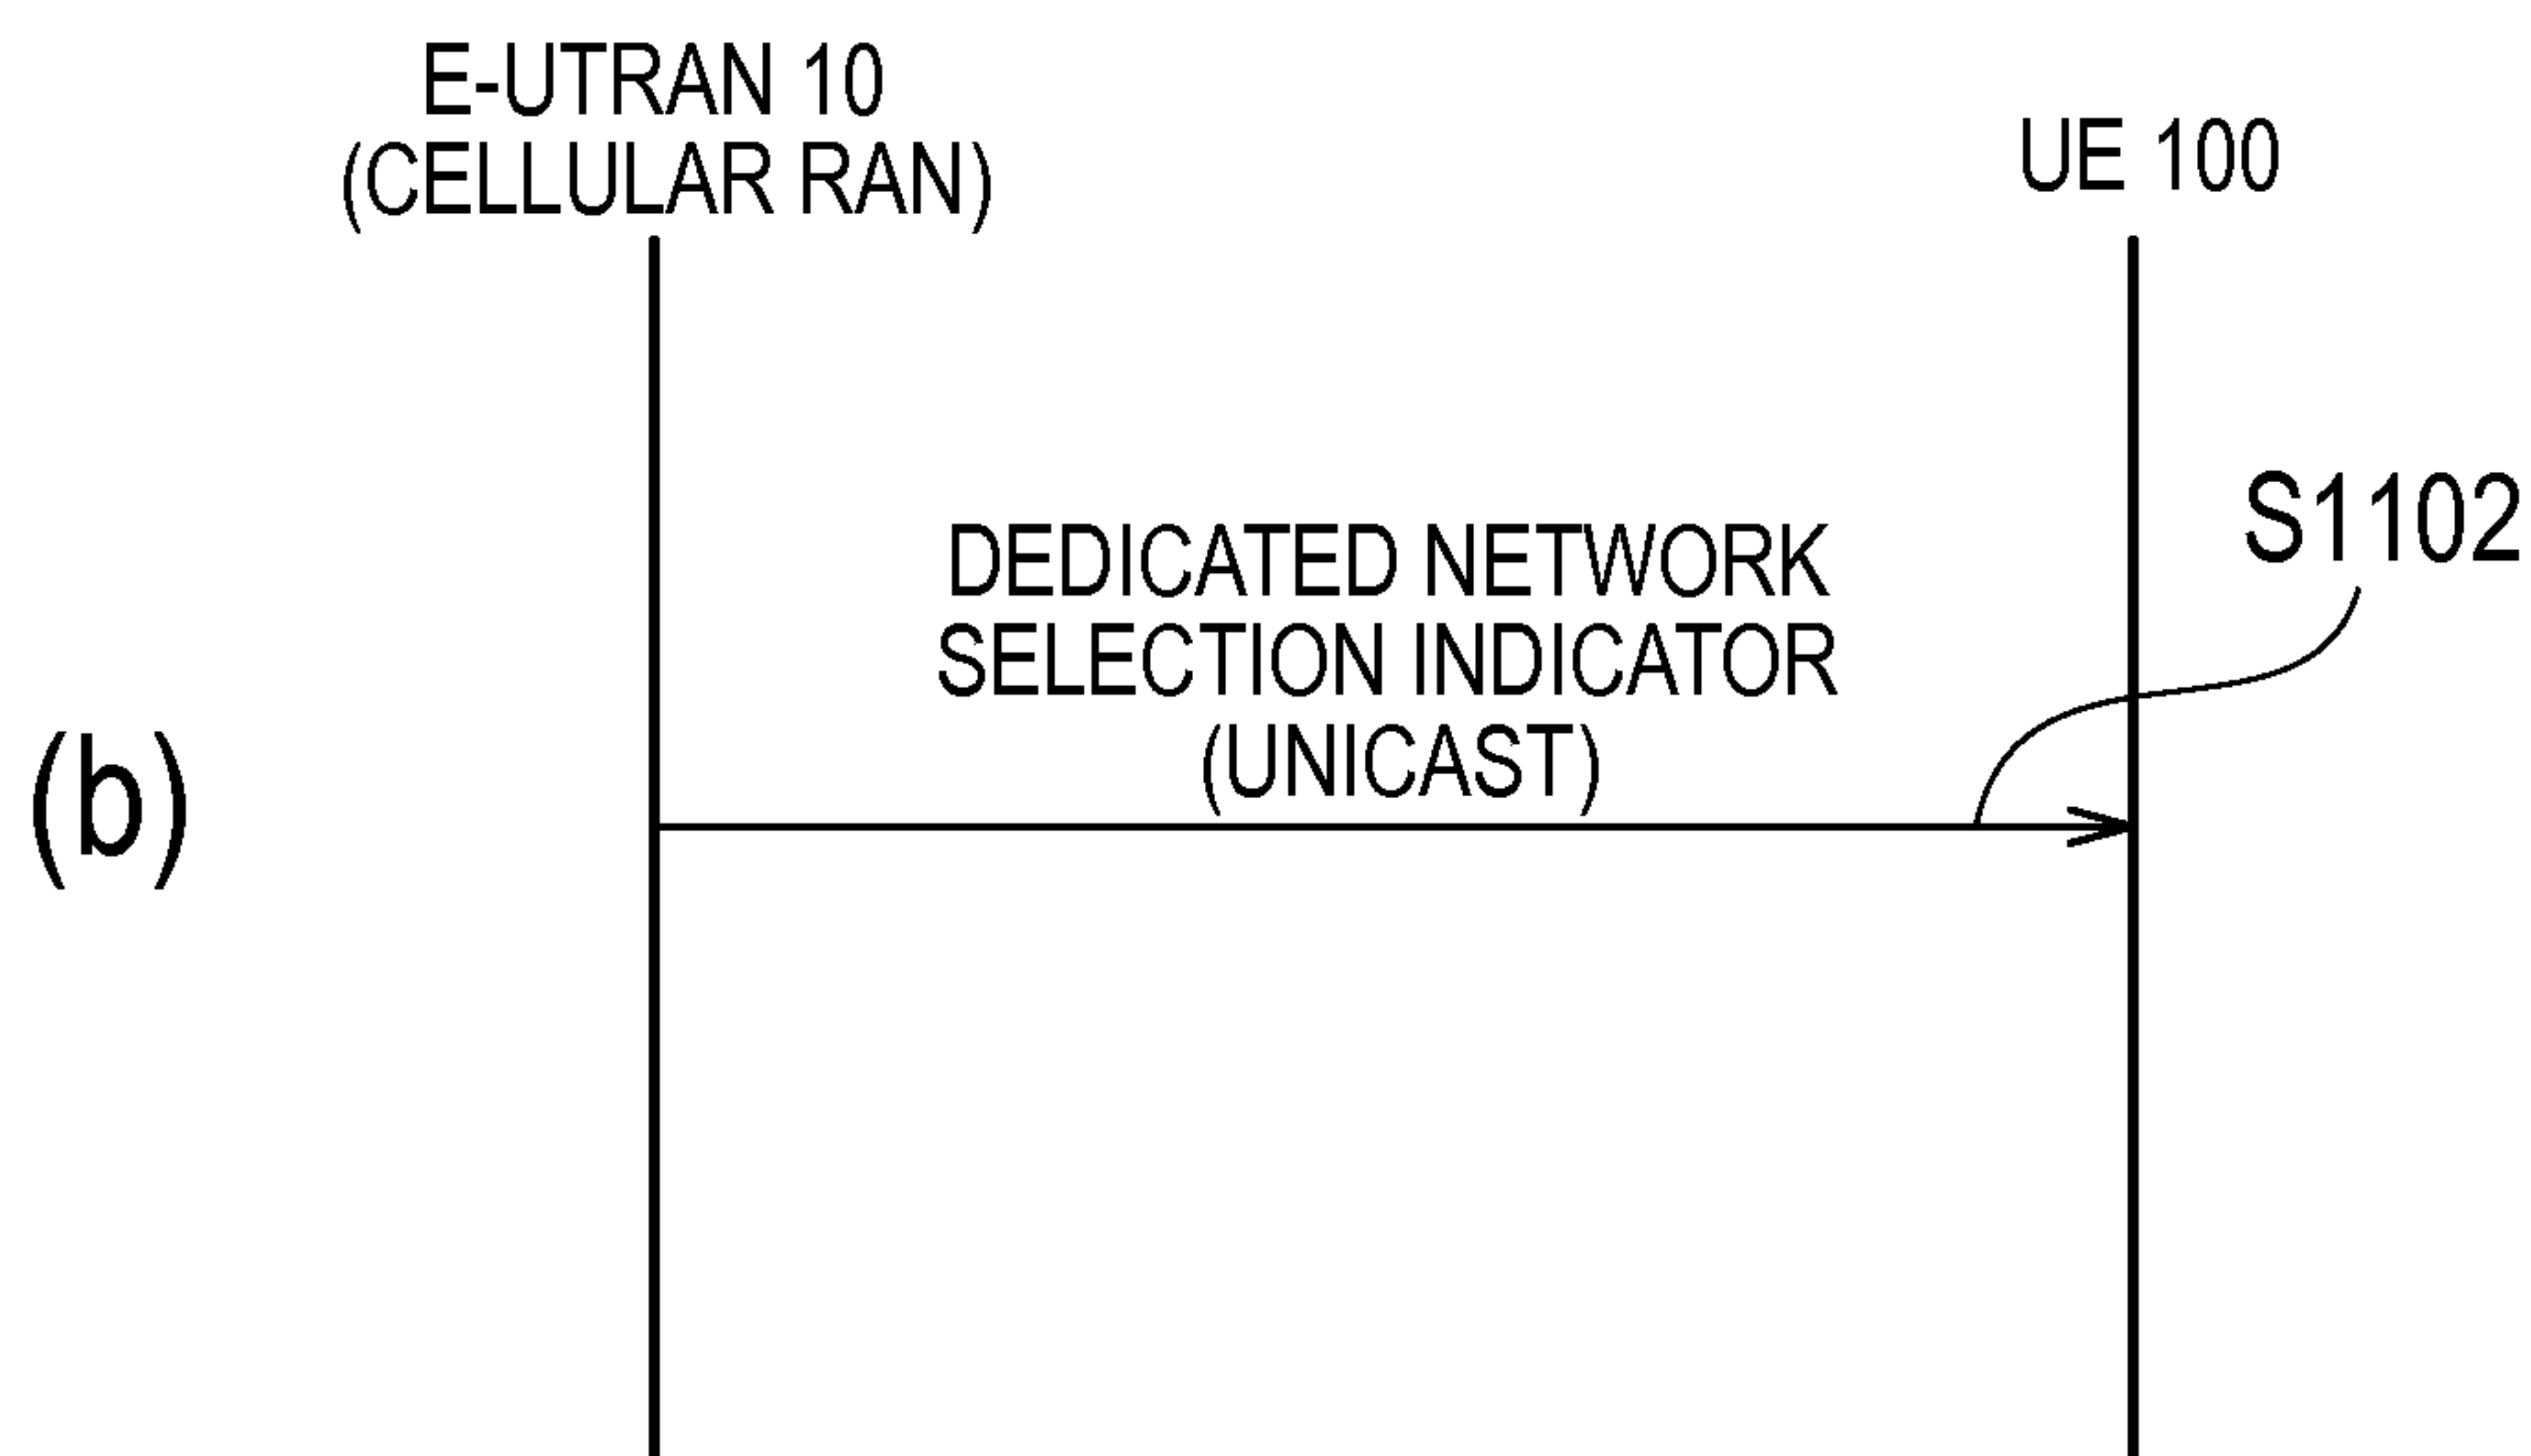 E-UTRAN 10
(CELLULAR RAN)
UE 100
S1102
DEDICATED NETWORK
SELECTION INDICATOR
(UNICAST)
(b)